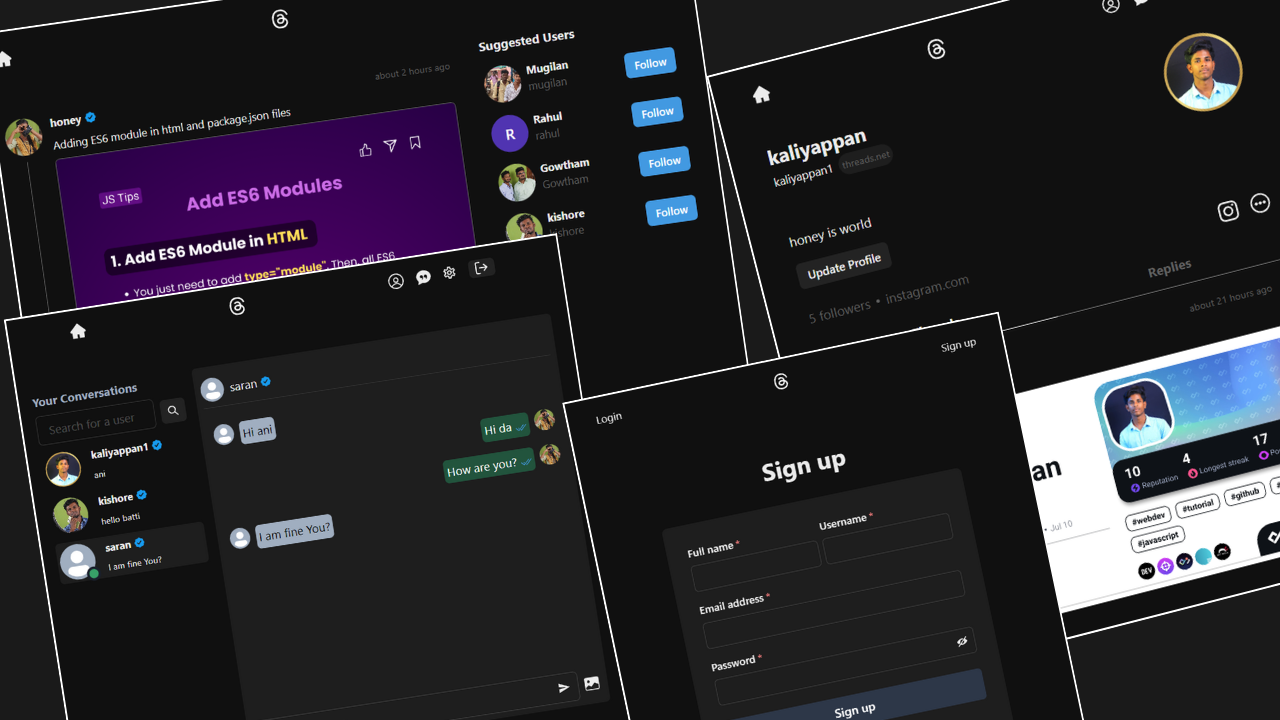 about 2 hours ago
honey
Adding ES6 module in html and package.json files
JS Tips
Add ES6 Modules
1. Add ES6 Module in HTML
• You just need to add type="module". Then, all ES6
Suggested Users
Mugilan
mugilan
Follow
R
Rahul
rahul
Follow
Gowtham
Gowtham
Follow
kishore
kishore
Follow
kaliyappan
kaliyappan1
threads.net
honey is world
Update Profile
5 followers • instagram.com
Replies
about 21 hours ago
an
• Jul 10
10
Reputation
4
Longest streak
17
#webdev
#tutorial
#github
#javascript
DEV
Your Conversations
Search for a user
kaliyappan1
ani
kishore
hello batti
saran
I am fine You?
saran
Hi ani
Hi da
How are you?
I am fine You?
Login
Sign up
Sign up
Full name *
Username *
Email address *
Password *
Sign up